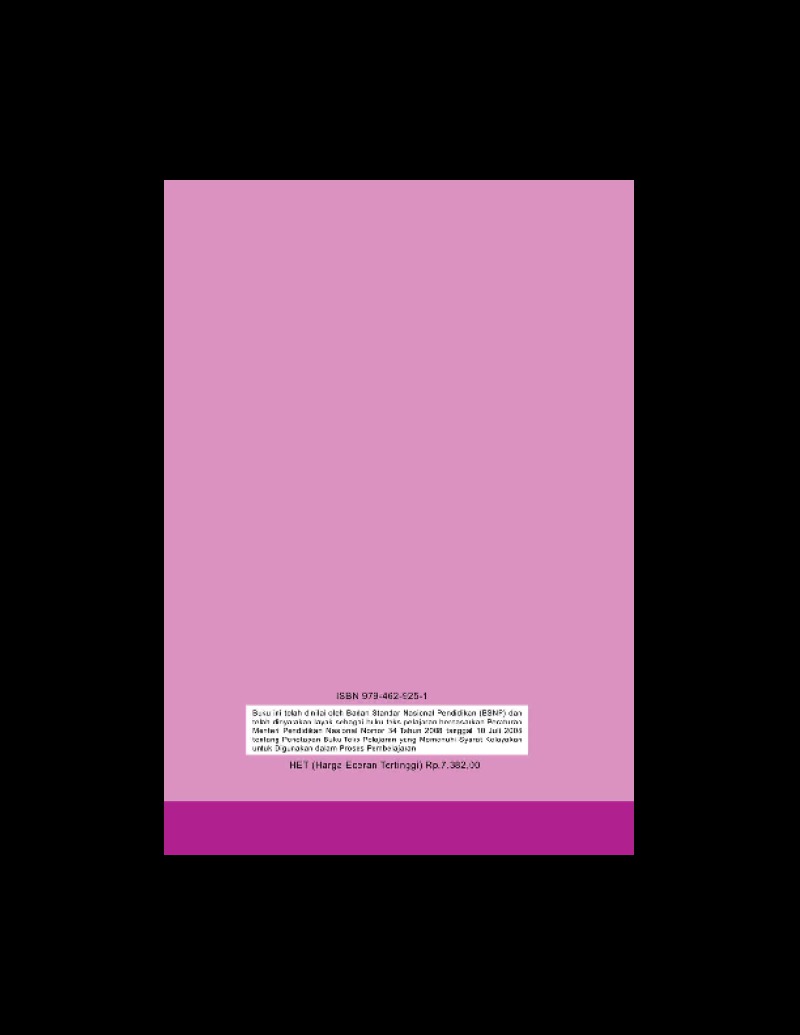 ISBN 979-462-925-1
Buku ini telah dinilai oleh Badan Standar Nasional Pendidikan (BSNP) dan
telah dinyatakan layak sebagai buku teks pelajaran berdasarkan Peraturan
Menteri Pendidikan Nasional Nomor 34 Tahun 2008 tanggal 10 Juli 2008
tentang Penetapan Buku Teks Pelajaran yang Memenuhi Syarat Kelayakan
untuk Digunakan dalam Proses Pembelajaran
HET (Harga Eceran Tertinggi) Rp.7.382,00